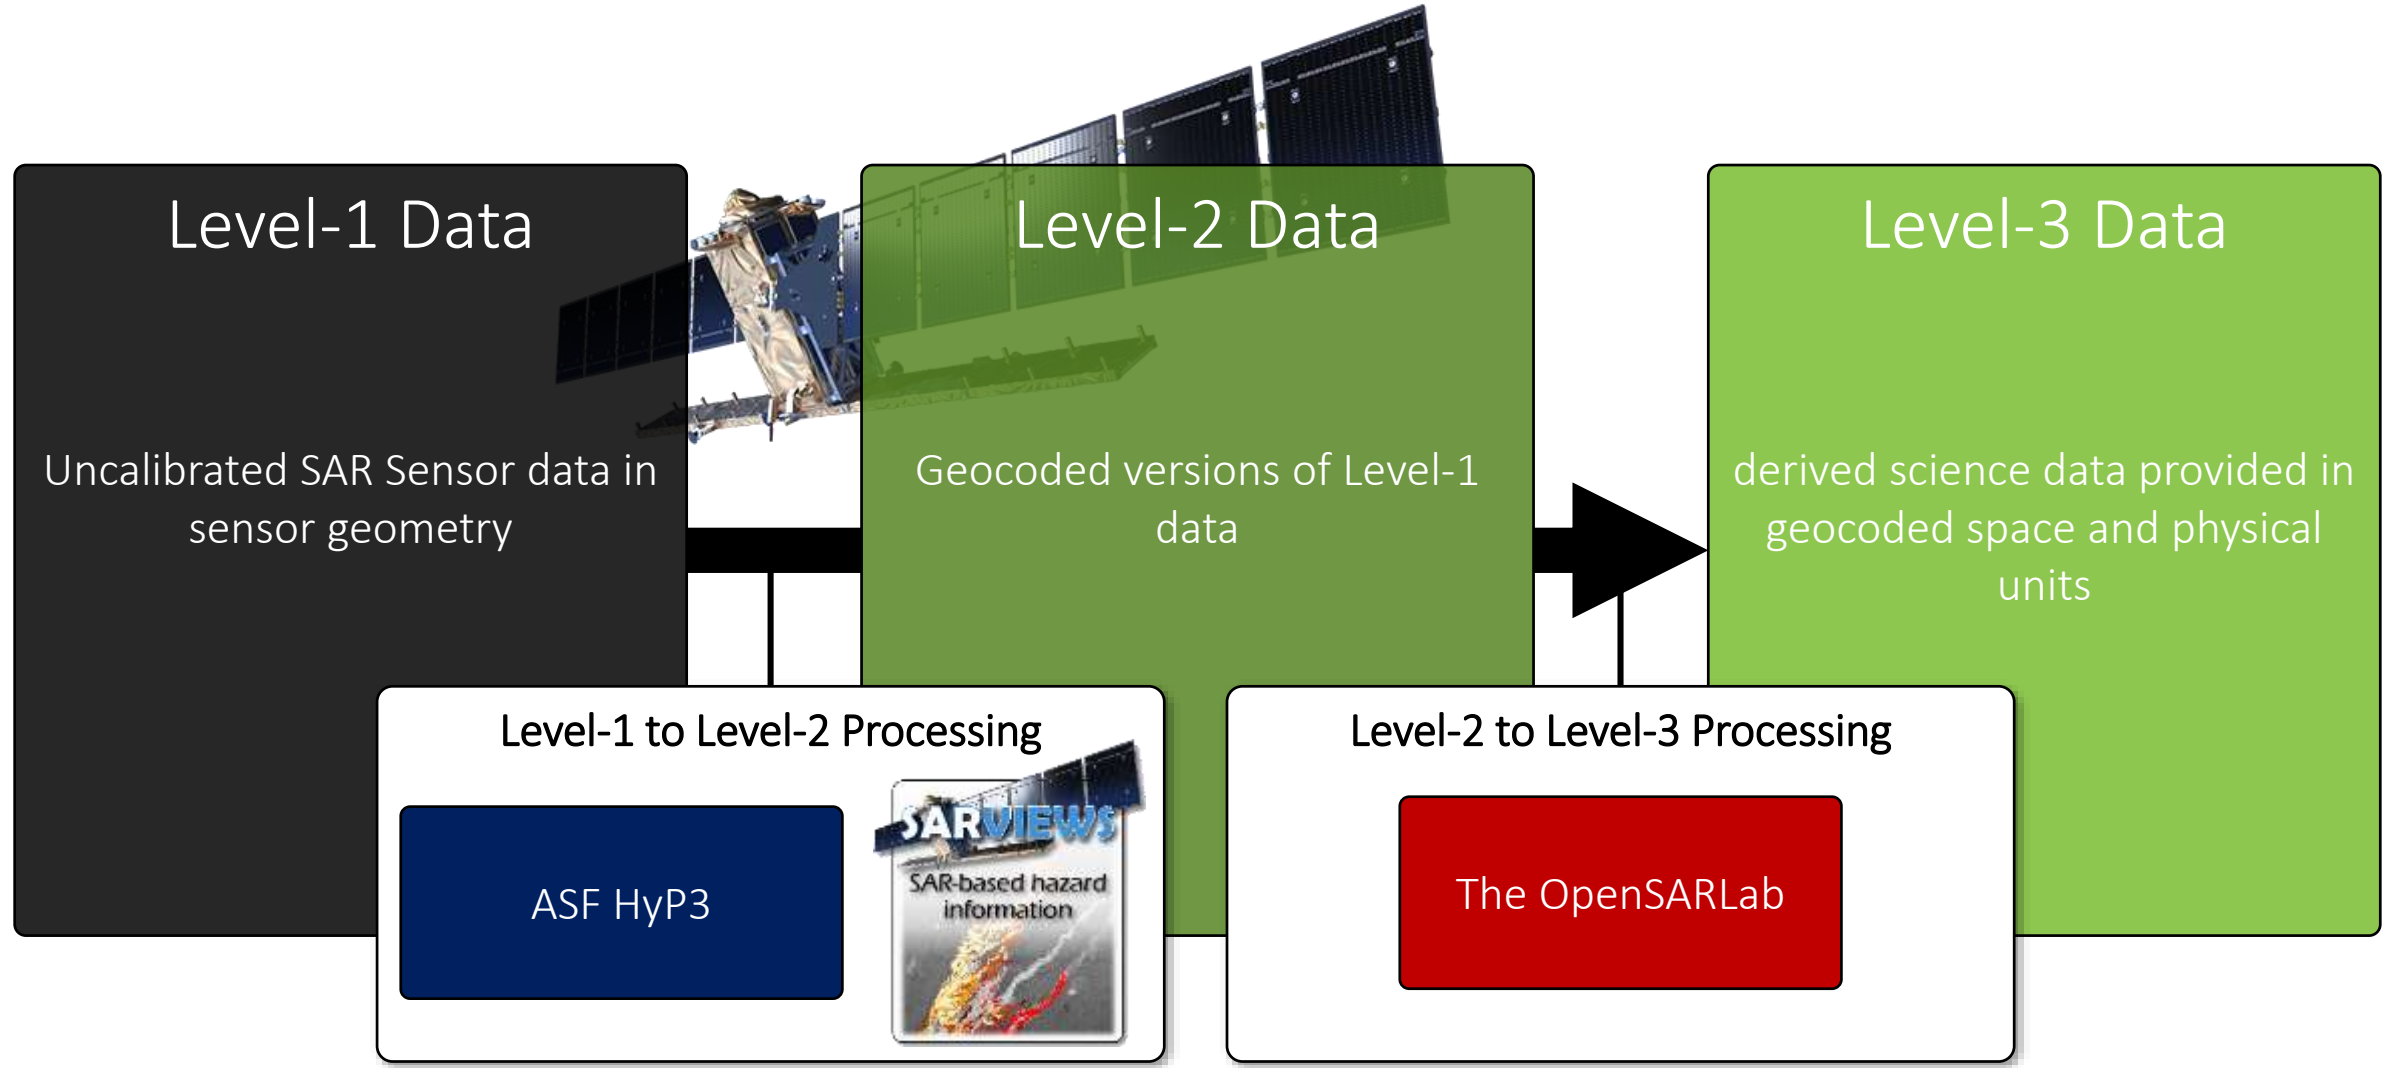 Level-1 Data
Uncalibrated SAR Sensor data in
sensor geometry
Level-2 Data
Geocoded versions of Level-1
data
Level-3 Data
derived science data provided in
geocoded space and physical
units
Level-1 to Level-2 Processing
ASF HyP3
SARVIEWS
SAR-based hazard
information
Level-2 to Level-3 Processing
The OpenSARLab